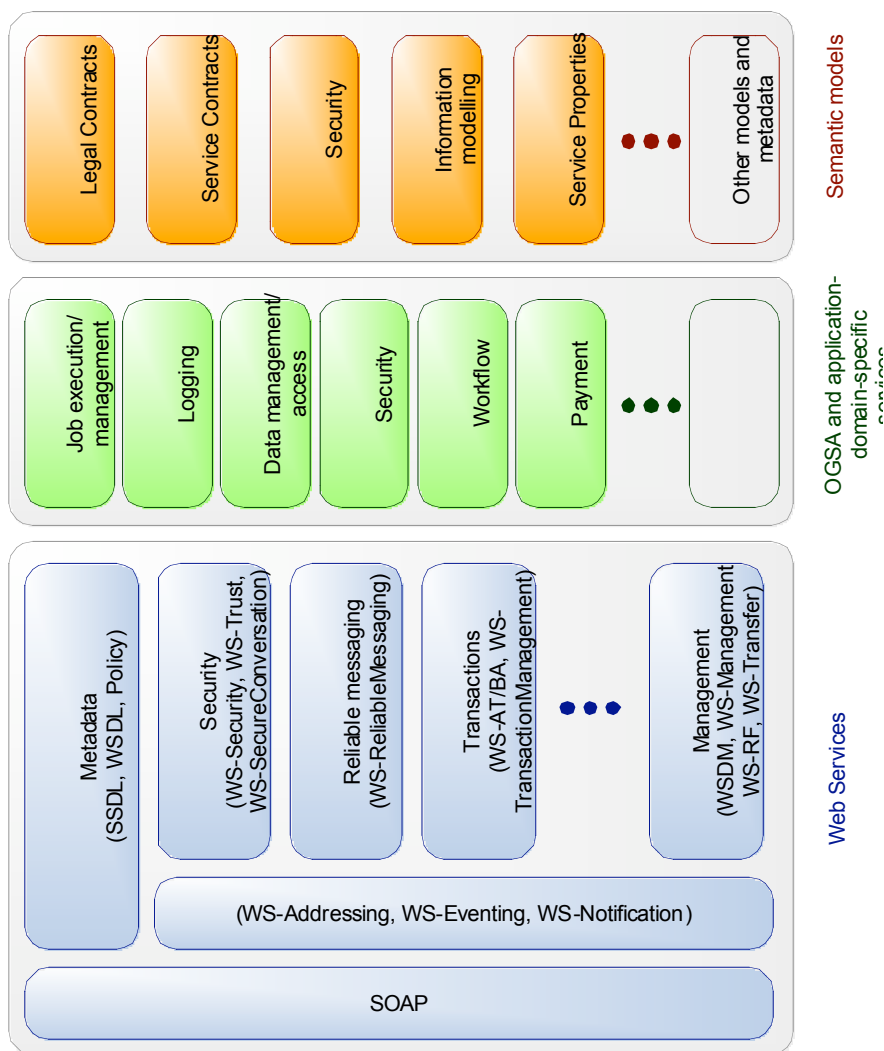 Legal Contracts
Service Contracts
Security
Information
modelling
Service Properties
Other models and
metadata
Semantic models
Job execution/
management
Logging
Data management/
access
Security
Workflow
Payment
OGSA and application-
domain-specific
services
Metadata
(SSDL, WSDL, Policy)
Security
(WS-Security, WS-Trust,
WS-SecureConversation)
Reliable messaging
(WS-ReliableMessaging)
Transactions
(WS-AT/BA, WS-
TransactionManagement)
Management
(WSDM, WS-Management
WS-RF, WS-Transfer)
(WS-Addressing, WS-Eventing, WS-Notification)
SOAP
Web Services